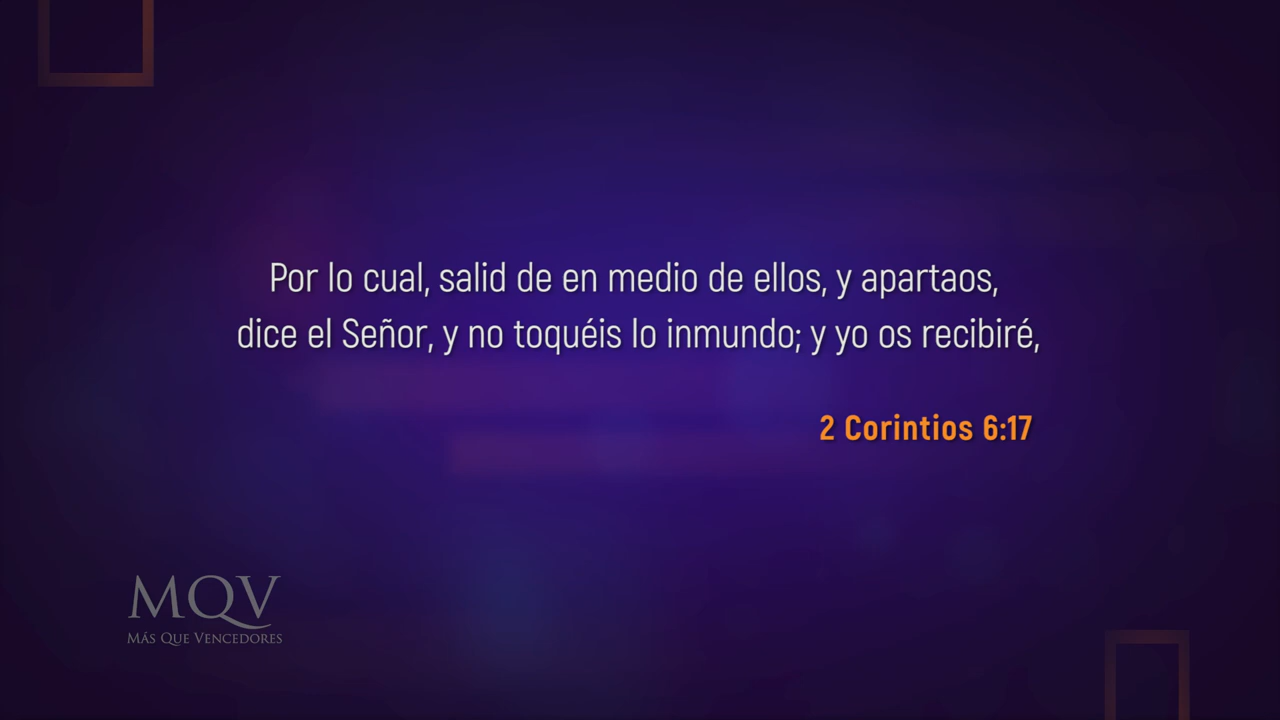 Por lo cual, salid de en medio de ellos, y apartaos,
dice el Señor, y no toquéis lo inmundo; y yo os recibiré,
2 Corintios 6:17
MQV
MÁS QUE VENCEDORES